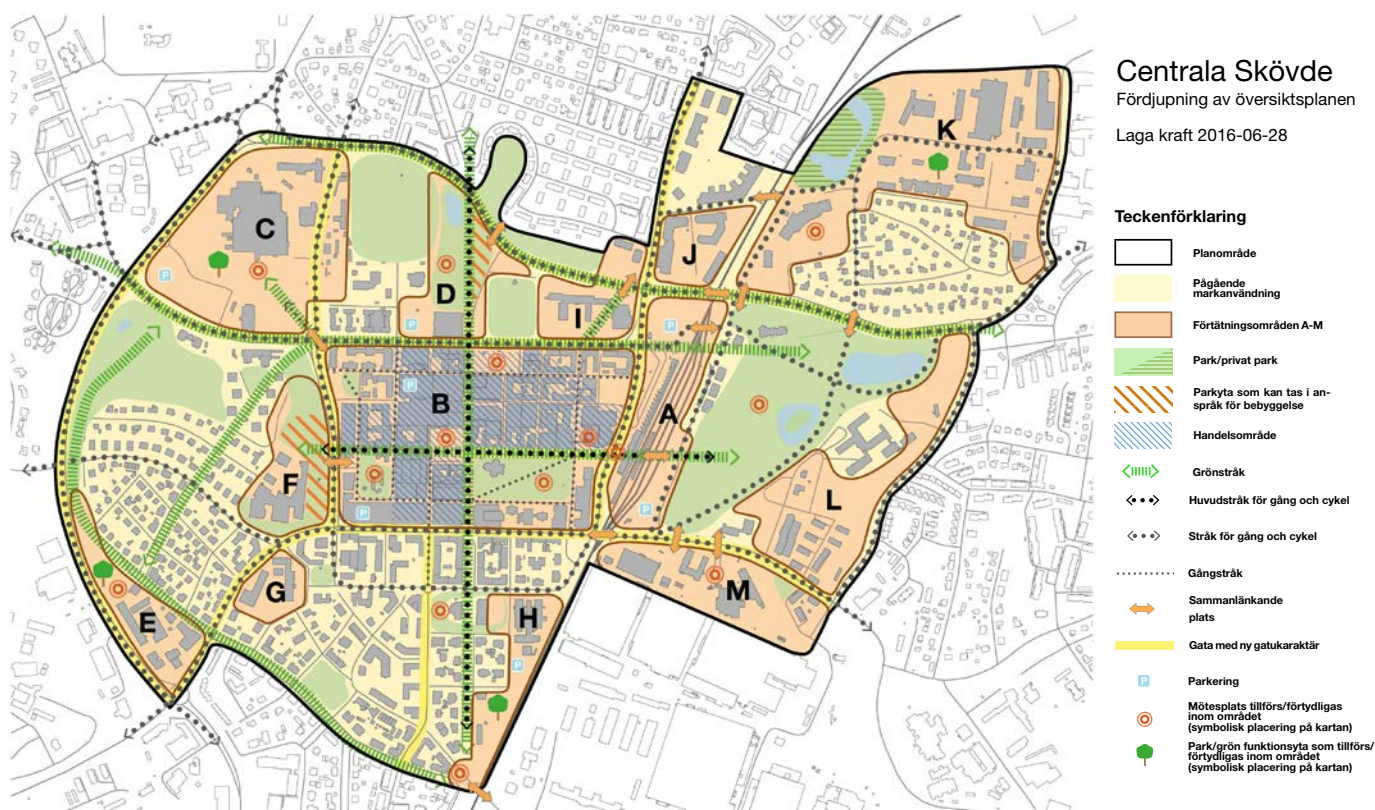 Centrala Skövde
Fördjupning av översiktsplanen
Laga kraft 2016-06-28
Teckenförklaring
Planområde
Pågående
markanvändning
Förtätningsområden A-M
Park/privat park
Parkyta som kan tas i an-
språk för bebyggelse
Handelsområde
Grönstråk
Huvudstråk för gång och cykel
Stråk för gång och cykel
Gångstråk
Sammanlänkande
plats
Gata med ny gatukaraktär
P
Parkering
Mötesplats tillförs/förtydligas
inom området
(symbolisk placering på kartan)
Park/grön funktionsyta som tillförs/
förtydligas inom området
(symbolisk placering på kartan)
K
C
J
P
D
I
P
P
B
P
A
F
L
P
P
G
M
E
H
P